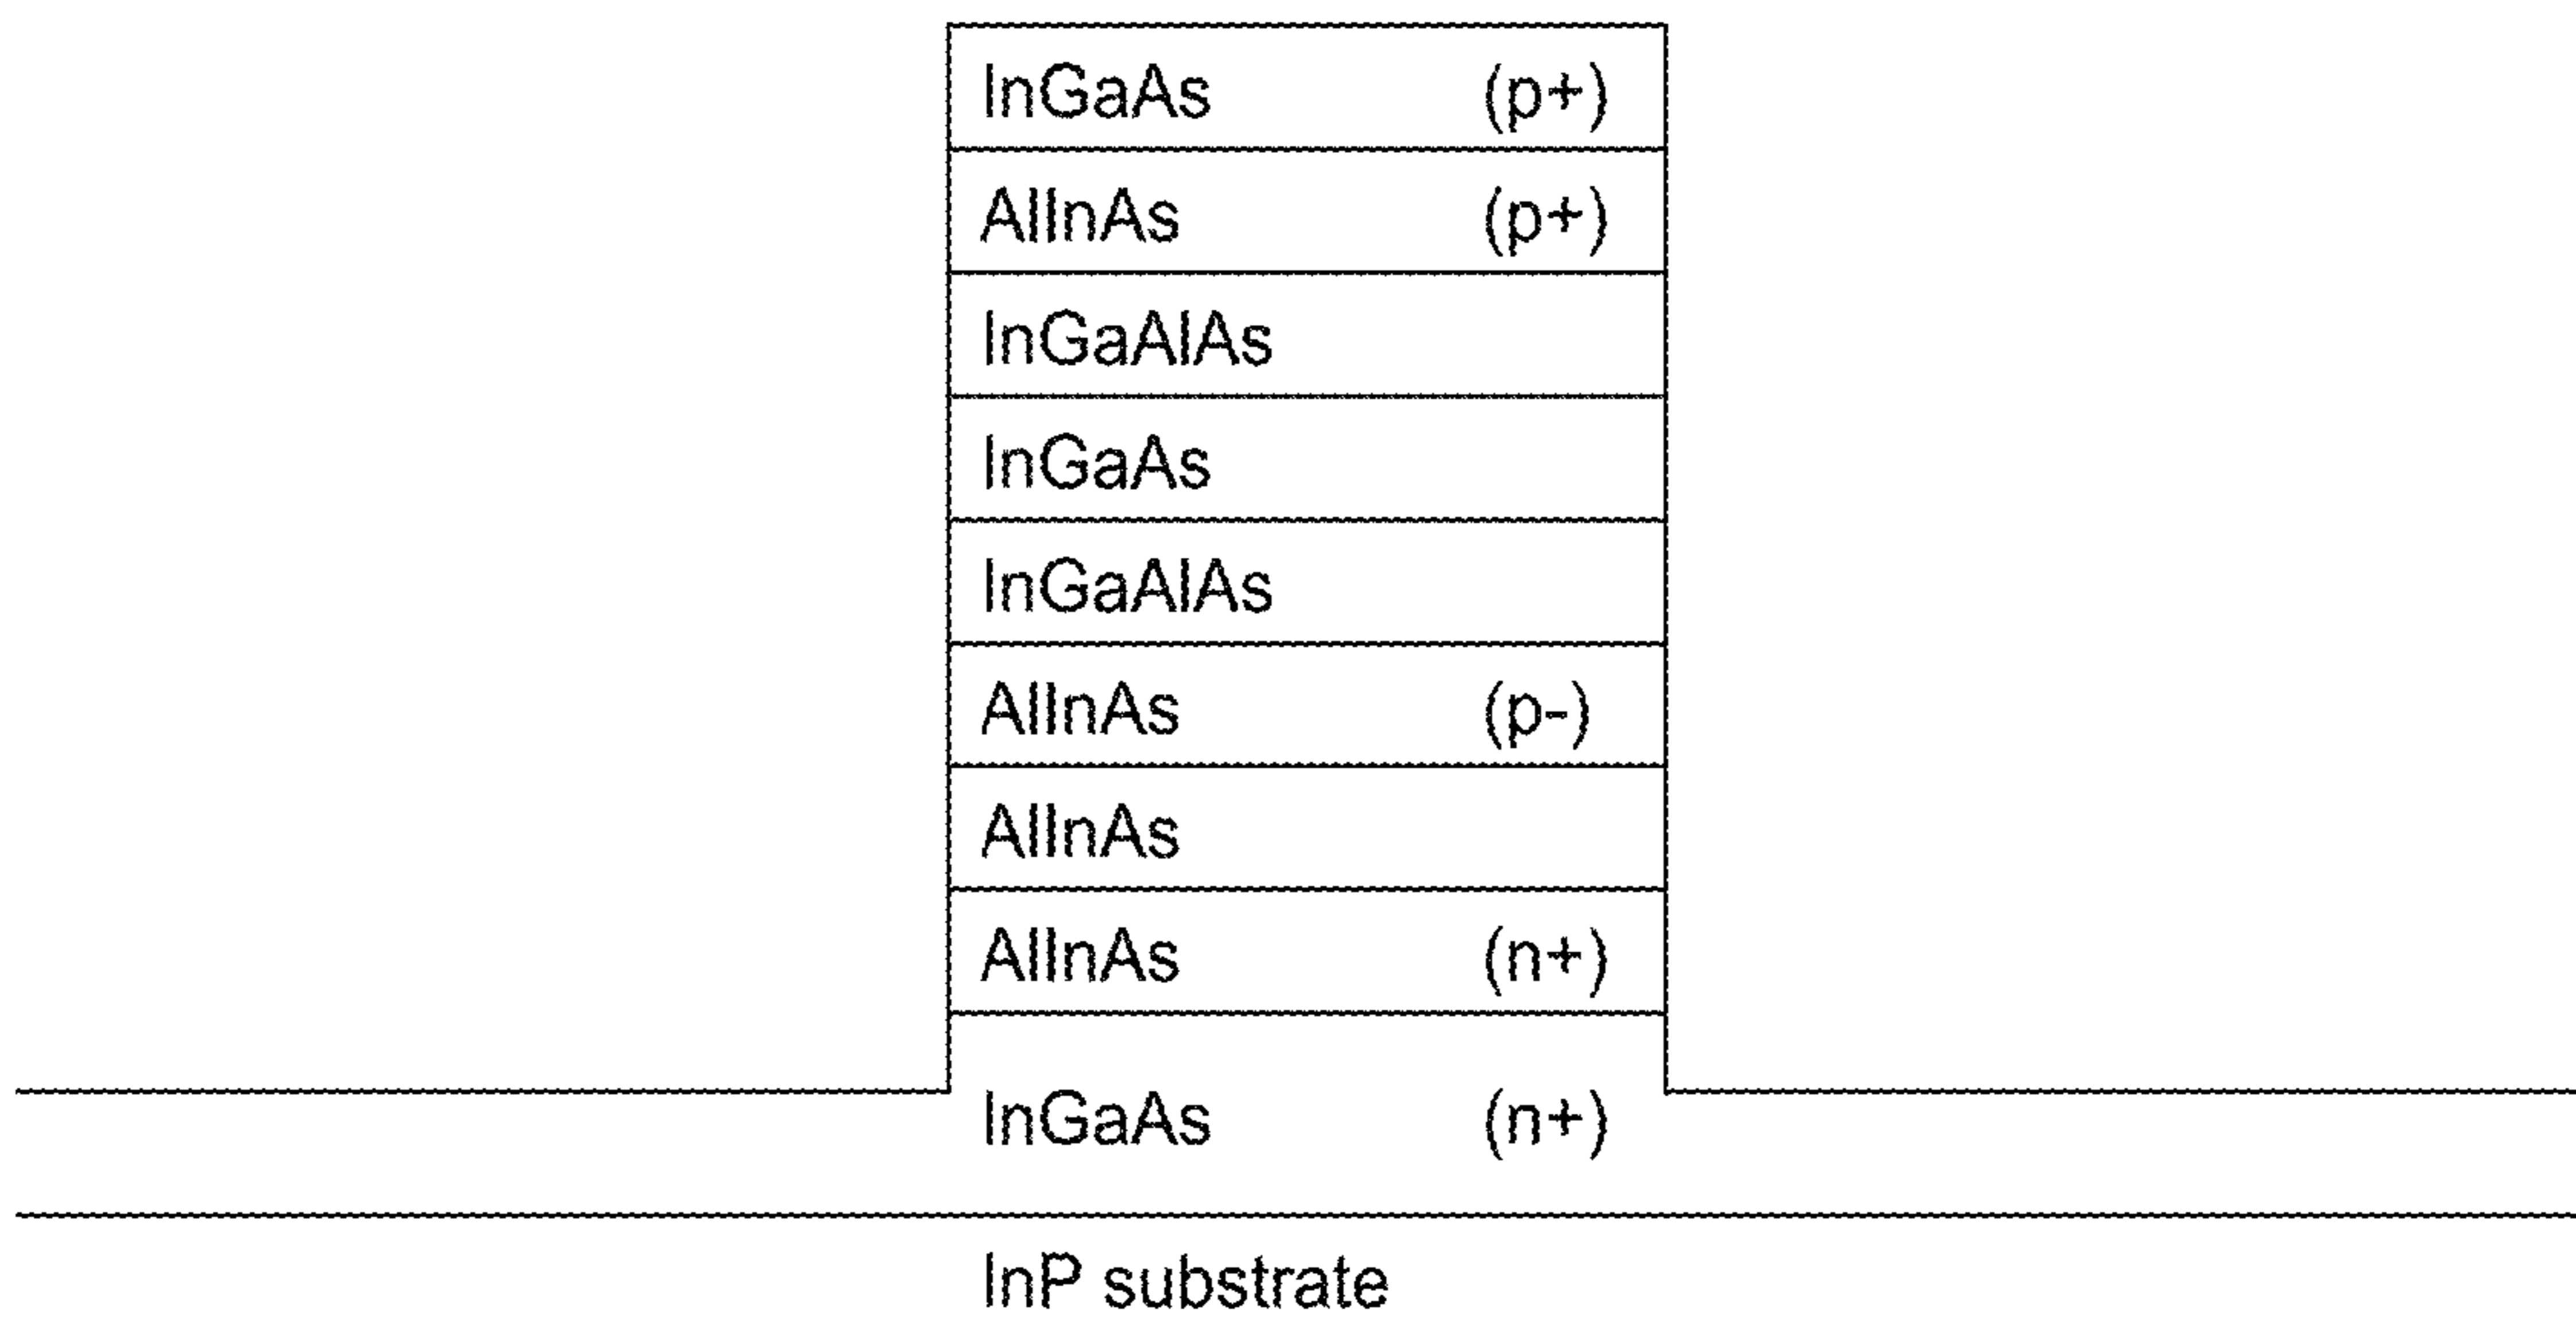 InGaAs (p+)
AlInAs (p+)
InGaAlAs
InGaAs
InGaAlAs
AlInAs (p-)
AlInAs
AlInAs (n+)
InGaAs (n+)
InP substrate